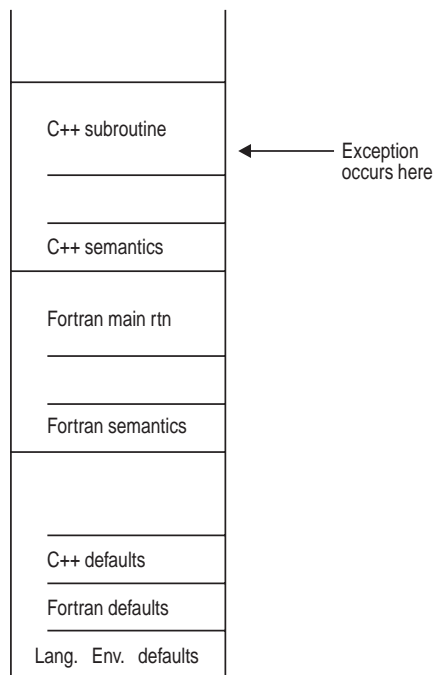 C++ subroutine
Exception
occurs here
C++ semantics
Fortran main rtn
Fortran semantics
C++ defaults
Fortran defaults
Lang. Env. defaults